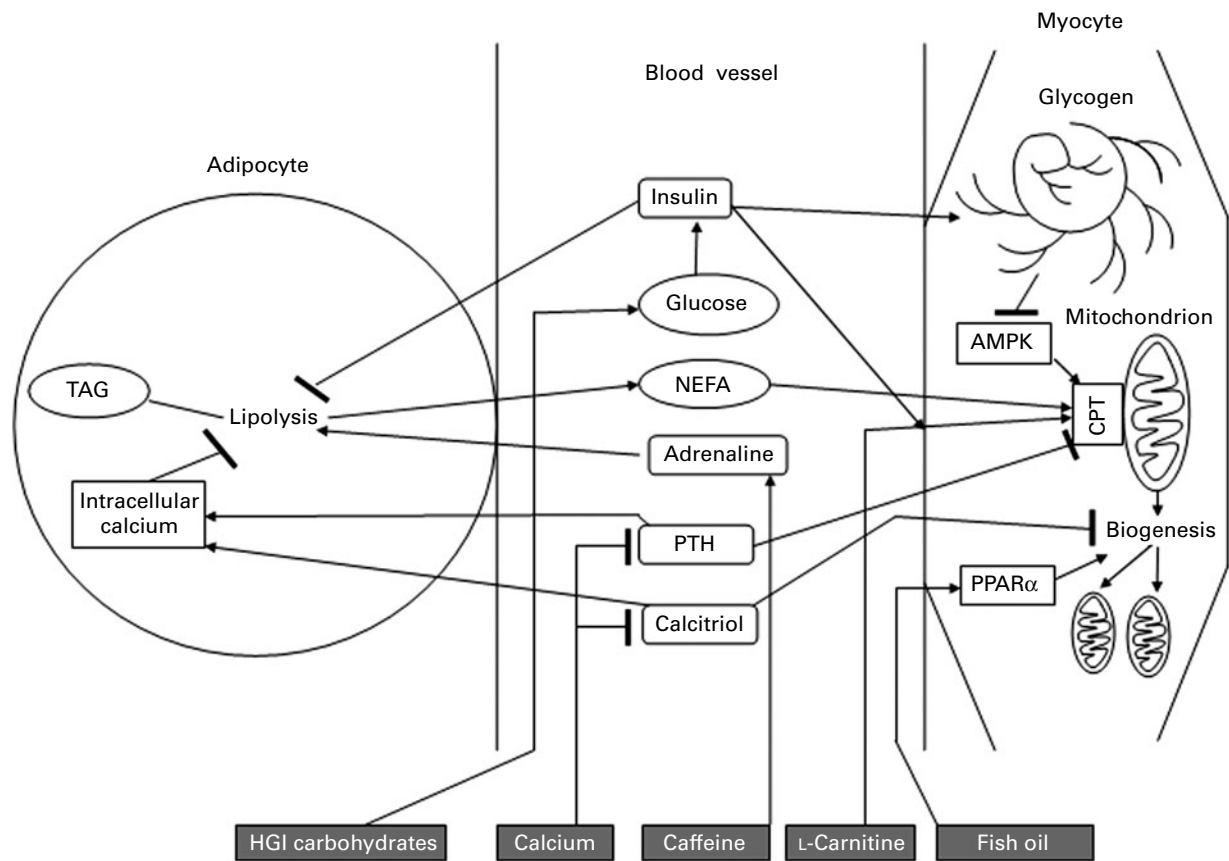 Myocyte
Blood vessel
Glycogen
Adipocyte
Insulin
Glucose
Mitochondrion
AMPK
TAG
NEFA
Lipolysis
CPT
Adrenaline
Intracellular
calcium
PTH
Biogenesis
PPARα
Calcitriol
HGI carbohydrates
Calcium
Caffeine
L-Carnitine
Fish oil